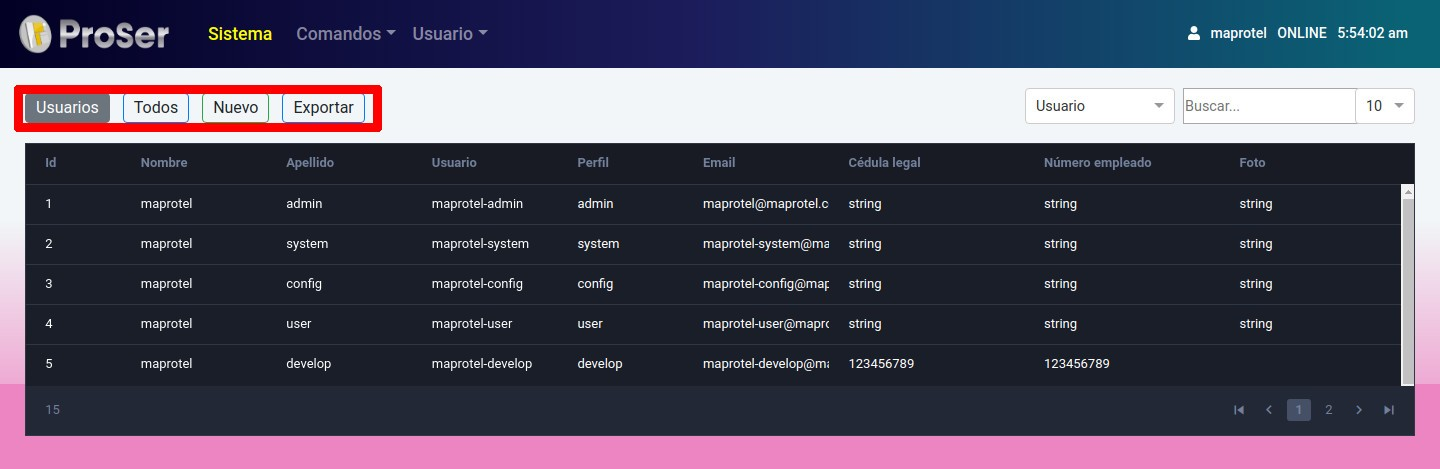 ProSer Sistema Comandos Usuario maprotel ONLINE 5:54:02 am
Usuarios Todos Nuevo Exportar Usuario Buscar... 10
Id Nombre Apellido Usuario Perfil Email Cédula legal Número empleado Foto
1 maprotel admin maprotel-admin admin maprotel@maprotel.c string string string
2 maprotel system maprotel-system system maprotel-system@ma string string string
3 maprotel config maprotel-config config maprotel-config@map string string string
4 maprotel user maprotel-user user maprotel-user@mapro string string string
5 maprotel develop maprotel-develop develop maprotel-develop@ma 123456789 123456789
15 1 2